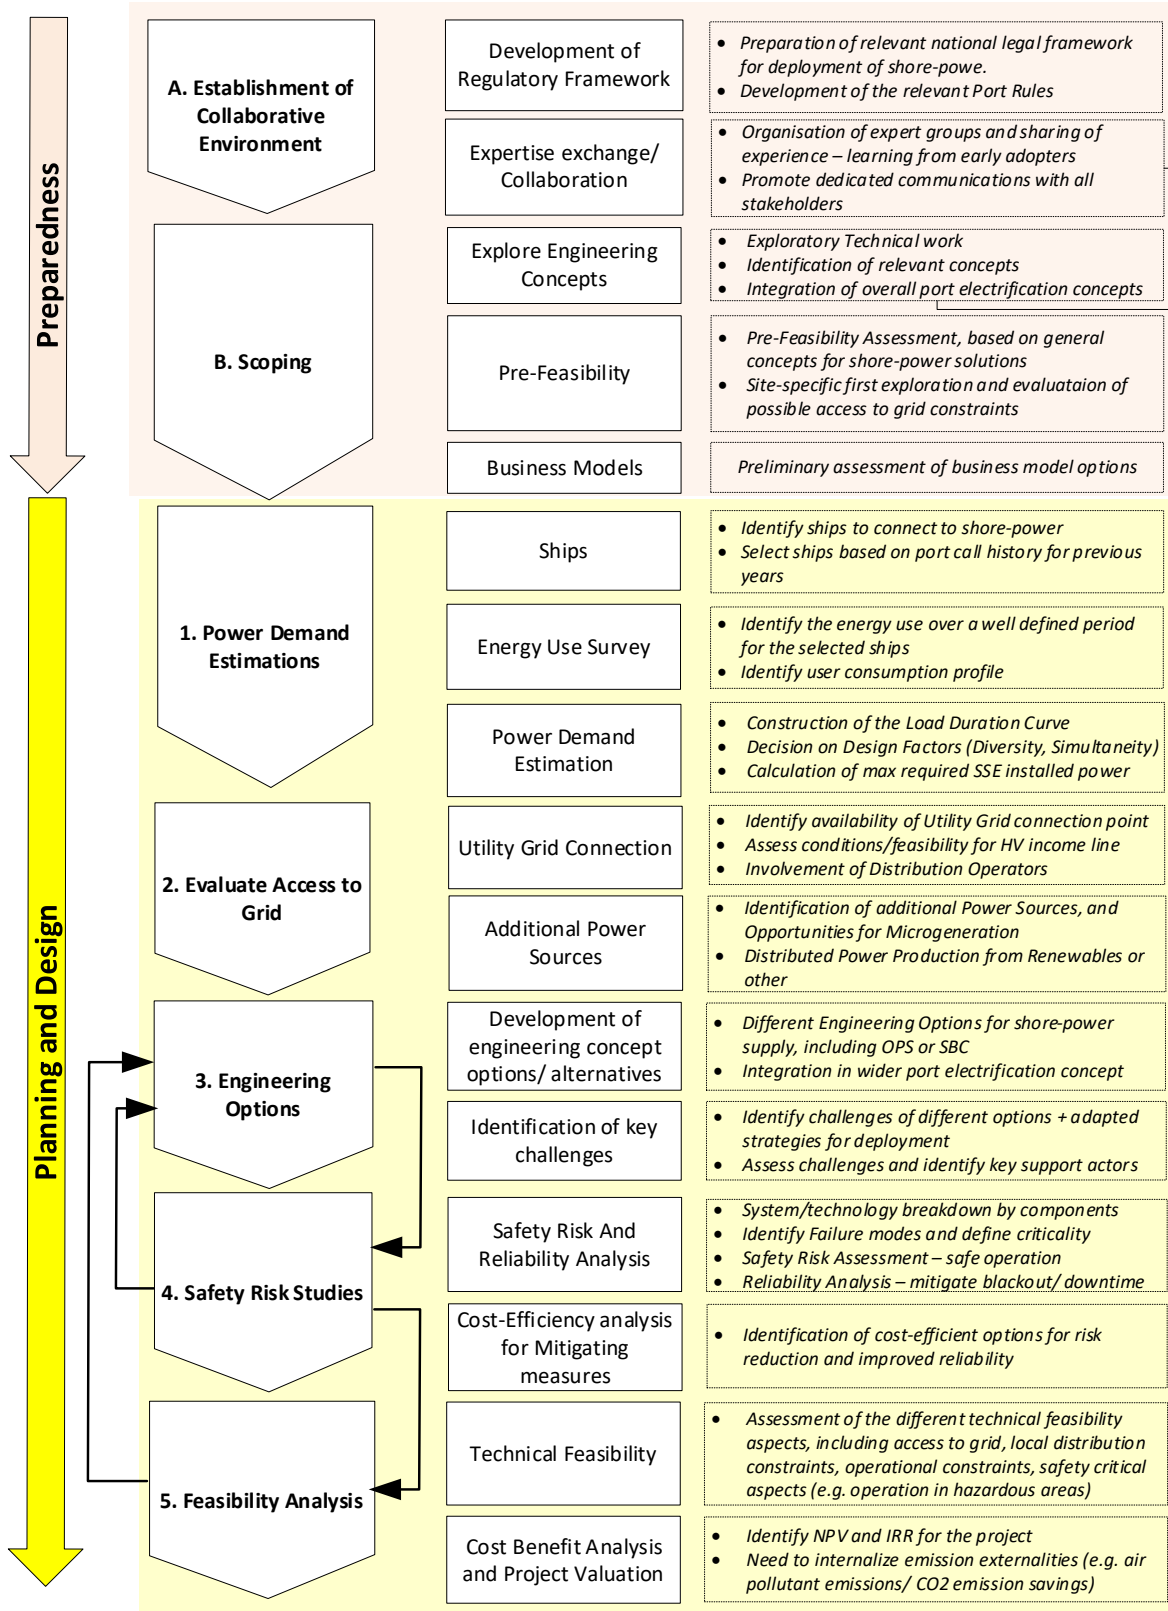 Preparedness
A. Establishment of
Collaborative
Environment
Development of
Regulatory Framework
• Preparation of relevant national legal framework
for deployment of shore-powe.
• Development of the relevant Port Rules
Expertise exchange/
Collaboration
• Organisation of expert groups and sharing of
experience – learning from early adopters
• Promote dedicated communications with all
stakeholders
B. Scoping
Explore Engineering
Concepts
• Exploratory Technical work
• Identification of relevant concepts
• Integration of overall port electrification concepts
Pre-Feasibility
• Pre-Feasibility Assessment, based on general
concepts for shore-power solutions
• Site-specific first exploration and evaluataion of
possible access to grid constraints
Business Models
Preliminary assessment of business model options
Planning and Design
1. Power Demand
Estimations
Ships
• Identify ships to connect to shore-power
• Select ships based on port call history for previous
years
Energy Use Survey
• Identify the energy use over a well defined period
for the selected ships
• Identify user consumption profile
Power Demand
Estimation
• Construction of the Load Duration Curve
• Decision on Design Factors (Diversity, Simultaneity)
• Calculation of max required SSE installed power
2. Evaluate Access to
Grid
Utility Grid Connection
• Identify availability of Utility Grid connection point
• Assess conditions/feasibility for HV income line
• Involvement of Distribution Operators
Additional Power
Sources
• Identification of additional Power Sources, and
Opportunities for Microgeneration
• Distributed Power Production from Renewables or
other
3. Engineering
Options
Development of
engineering concept
options/ alternatives
• Different Engineering Options for shore-power
supply, including OPS or SBC
• Integration in wider port electrification concept
Identification of key
challenges
• Identify challenges of different options + adapted
strategies for deployment
• Assess challenges and identify key support actors
4. Safety Risk Studies
Safety Risk And
Reliability Analysis
• System/technology breakdown by components
• Identify Failure modes and define criticality
• Safety Risk Assessment – safe operation
• Reliability Analysis – mitigate blackout/ downtime
Cost-Efficiency analysis
for Mitigating
measures
• Identification of cost-efficient options for risk
reduction and improved reliability
5. Feasibility Analysis
Technical Feasibility
• Assessment of the different technical feasibility
aspects, including access to grid, local distribution
constraints, operational constraints, safety critical
aspects (e.g. operation in hazardous areas)
Cost Benefit Analysis
and Project Valuation
• Identify NPV and IRR for the project
• Need to internalize emission externalities (e.g. air
pollutant emissions/ CO2 emission savings)